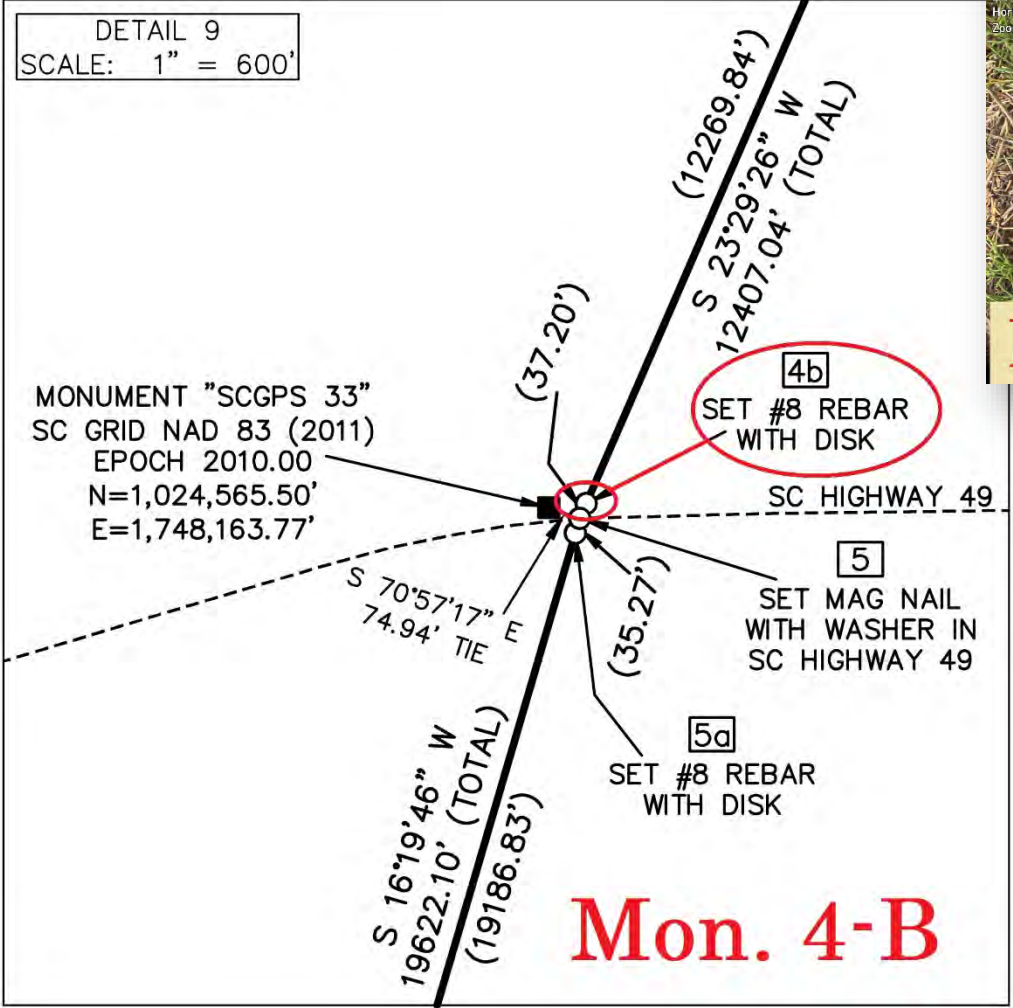 DETAIL 9
SCALE: 1" = 600'
Hor
Zoo
(12269.84')
S 23°29'26" W
12407.04' (TOTAL)
(37.20')
4b
SET #8 REBAR
WITH DISK
MONUMENT "SCGPS 33"
SC GRID NAD 83 (2011)
EPOCH 2010.00
N=1,024,565.50'
E=1,748,163.77'
SC HIGHWAY 49
S 70°57'17" E
74.94' TIE
(35.27')
5
SET MAG NAIL
WITH WASHER IN
SC HIGHWAY 49
5a
SET #8 REBAR
WITH DISK
S 16°19'46" W
19622.10' (TOTAL)
(19186.83')
Mon. 4-B